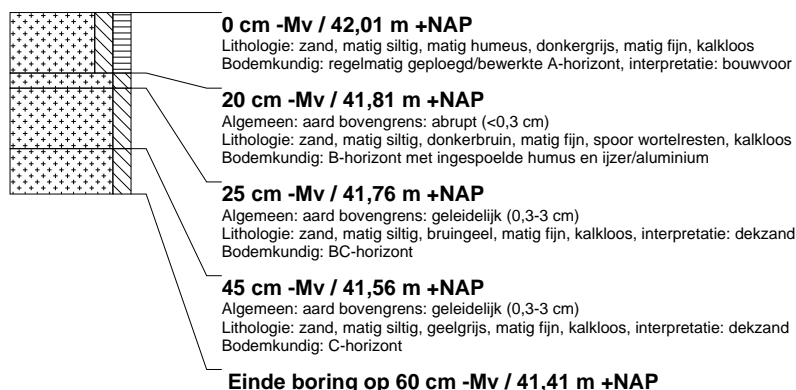 0 cm -Mv / 42,01 m +NAP
Lithologie: zand, matig siltig, matig humeus, donkergrijs, matig fijn, kalkloos
Bodemkundig: regelmatig geploegd/bewerkte A-horizont, interpretatie: bouwvoor
20 cm -Mv / 41,81 m +NAP
Algemeen: aard bovengrens: abrupt (<0,3 cm)
Lithologie: zand, matig siltig, donkerbruin, matig fijn, spoor wortelresten, kalkloos
Bodemkundig: B-horizont met ingespoelde humus en ijzer/aluminium
25 cm -Mv / 41,76 m +NAP
Algemeen: aard bovengrens: geleidelijk (0,3-3 cm)
Lithologie: zand, matig siltig, bruingeel, matig fijn, kalkloos, interpretatie: dekzand
Bodemkundig: BC-horizont
45 cm -Mv / 41,56 m +NAP
Algemeen: aard bovengrens: geleidelijk (0,3-3 cm)
Lithologie: zand, matig siltig, geelgrijs, matig fijn, kalkloos, interpretatie: dekzand
Bodemkundig: C-horizont
Einde boring op 60 cm -Mv / 41,41 m +NAP